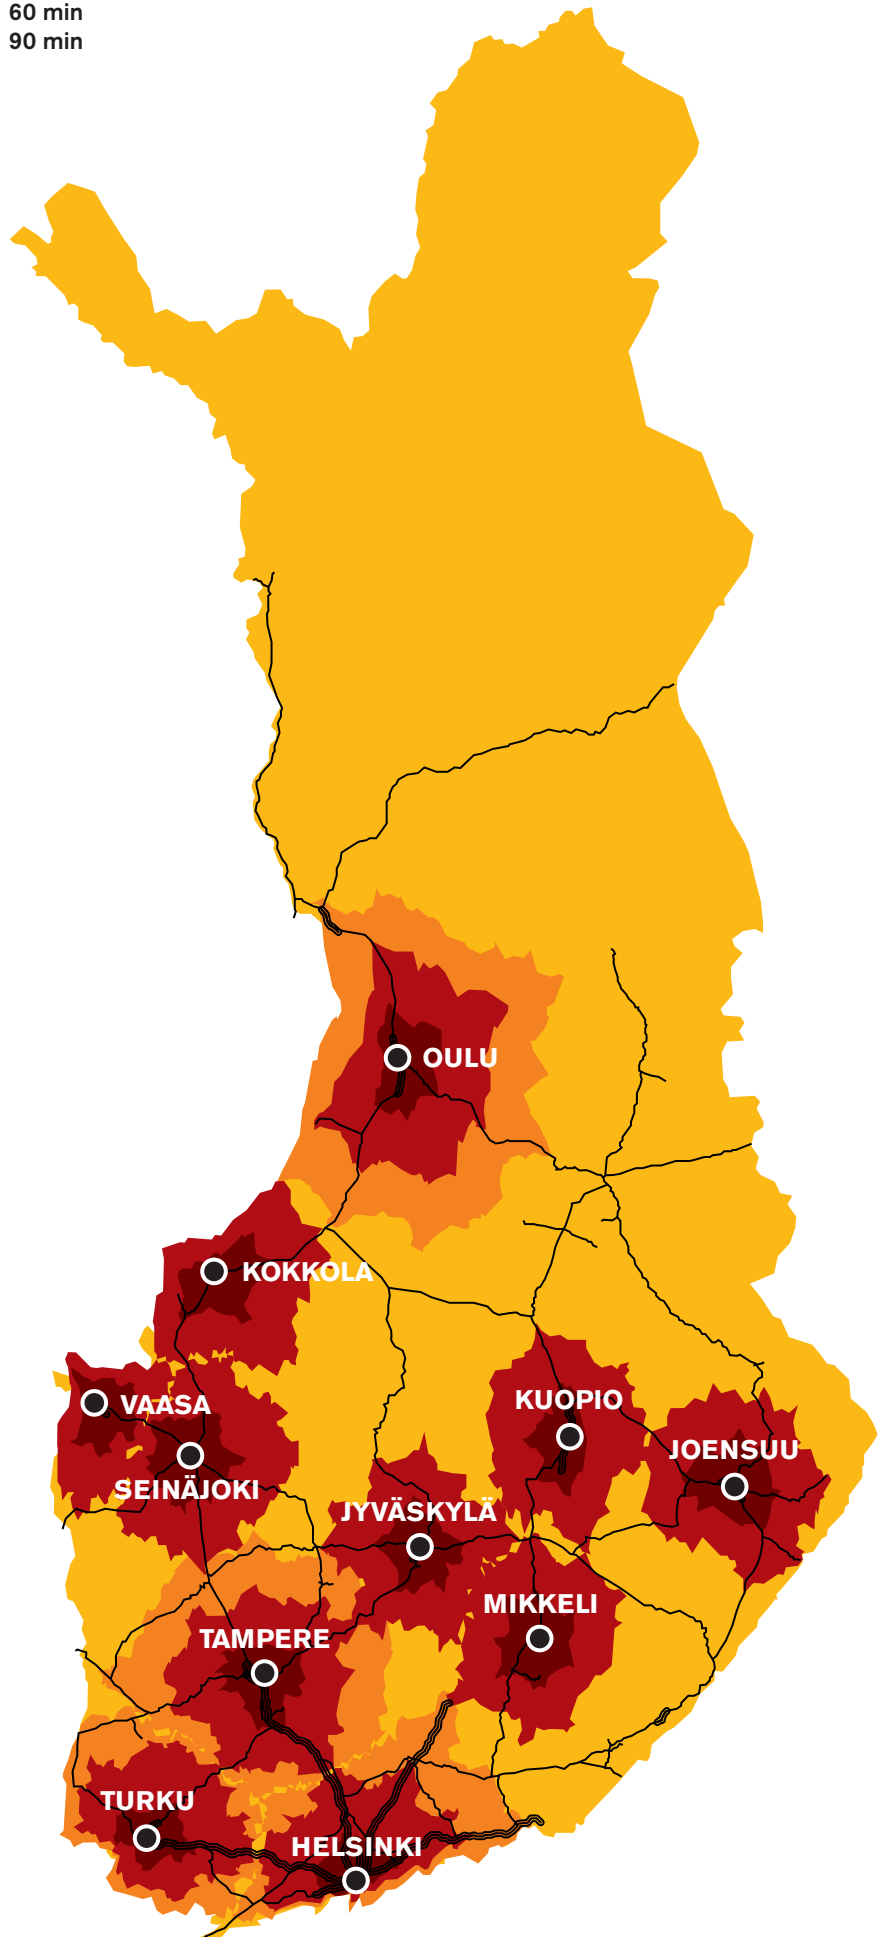 60 min
90 min
OULU
KOKKOLA
VAASA
KUOPIO
JOENSUU
SEINÄJOKI
JYVÄSKYLÄ
MIKKELI
TAMPERE
TURKU
HELSINKI